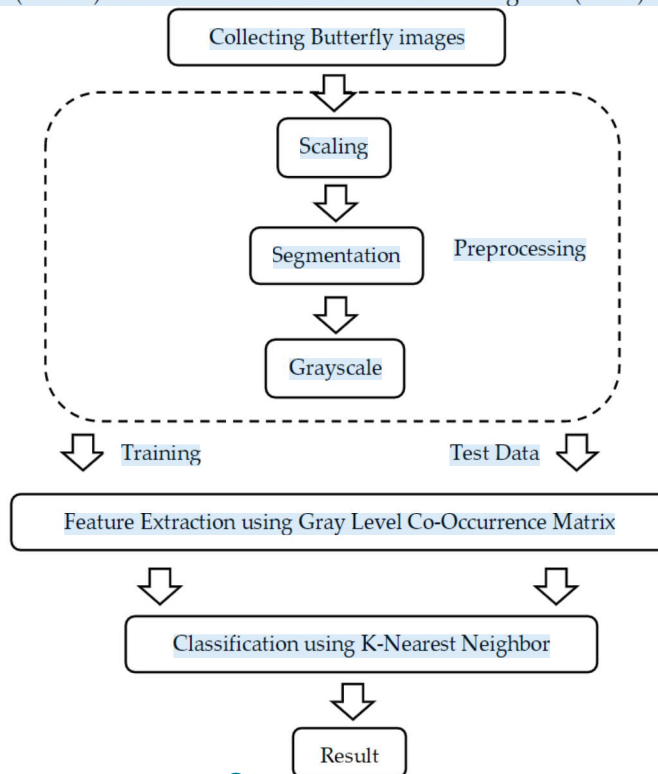 Collecting Butterfly images
Scaling
Segmentation
Preprocessing
Grayscale
Training
Test Data
Feature Extraction using Gray Level Co-Occurrence Matrix
Classification using K-Nearest Neighbor
Result